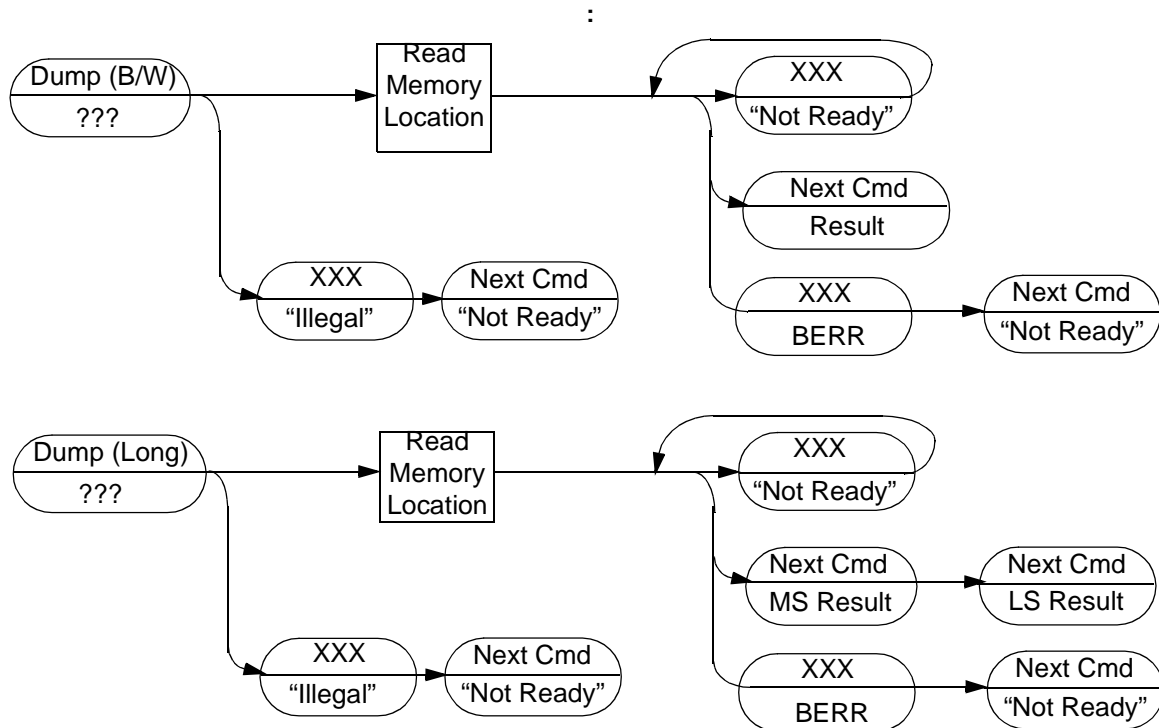 :
Dump (B/W)
???
Read
Memory
Location
XXX
“Not Ready”
Next Cmd
Result
XXX
“Illegal”
Next Cmd
“Not Ready”
XXX
BERR
Next Cmd
“Not Ready”
Dump (Long)
???
Read
Memory
Location
XXX
“Not Ready”
Next Cmd
MS Result
Next Cmd
LS Result
XXX
“Illegal”
Next Cmd
“Not Ready”
XXX
BERR
Next Cmd
“Not Ready”